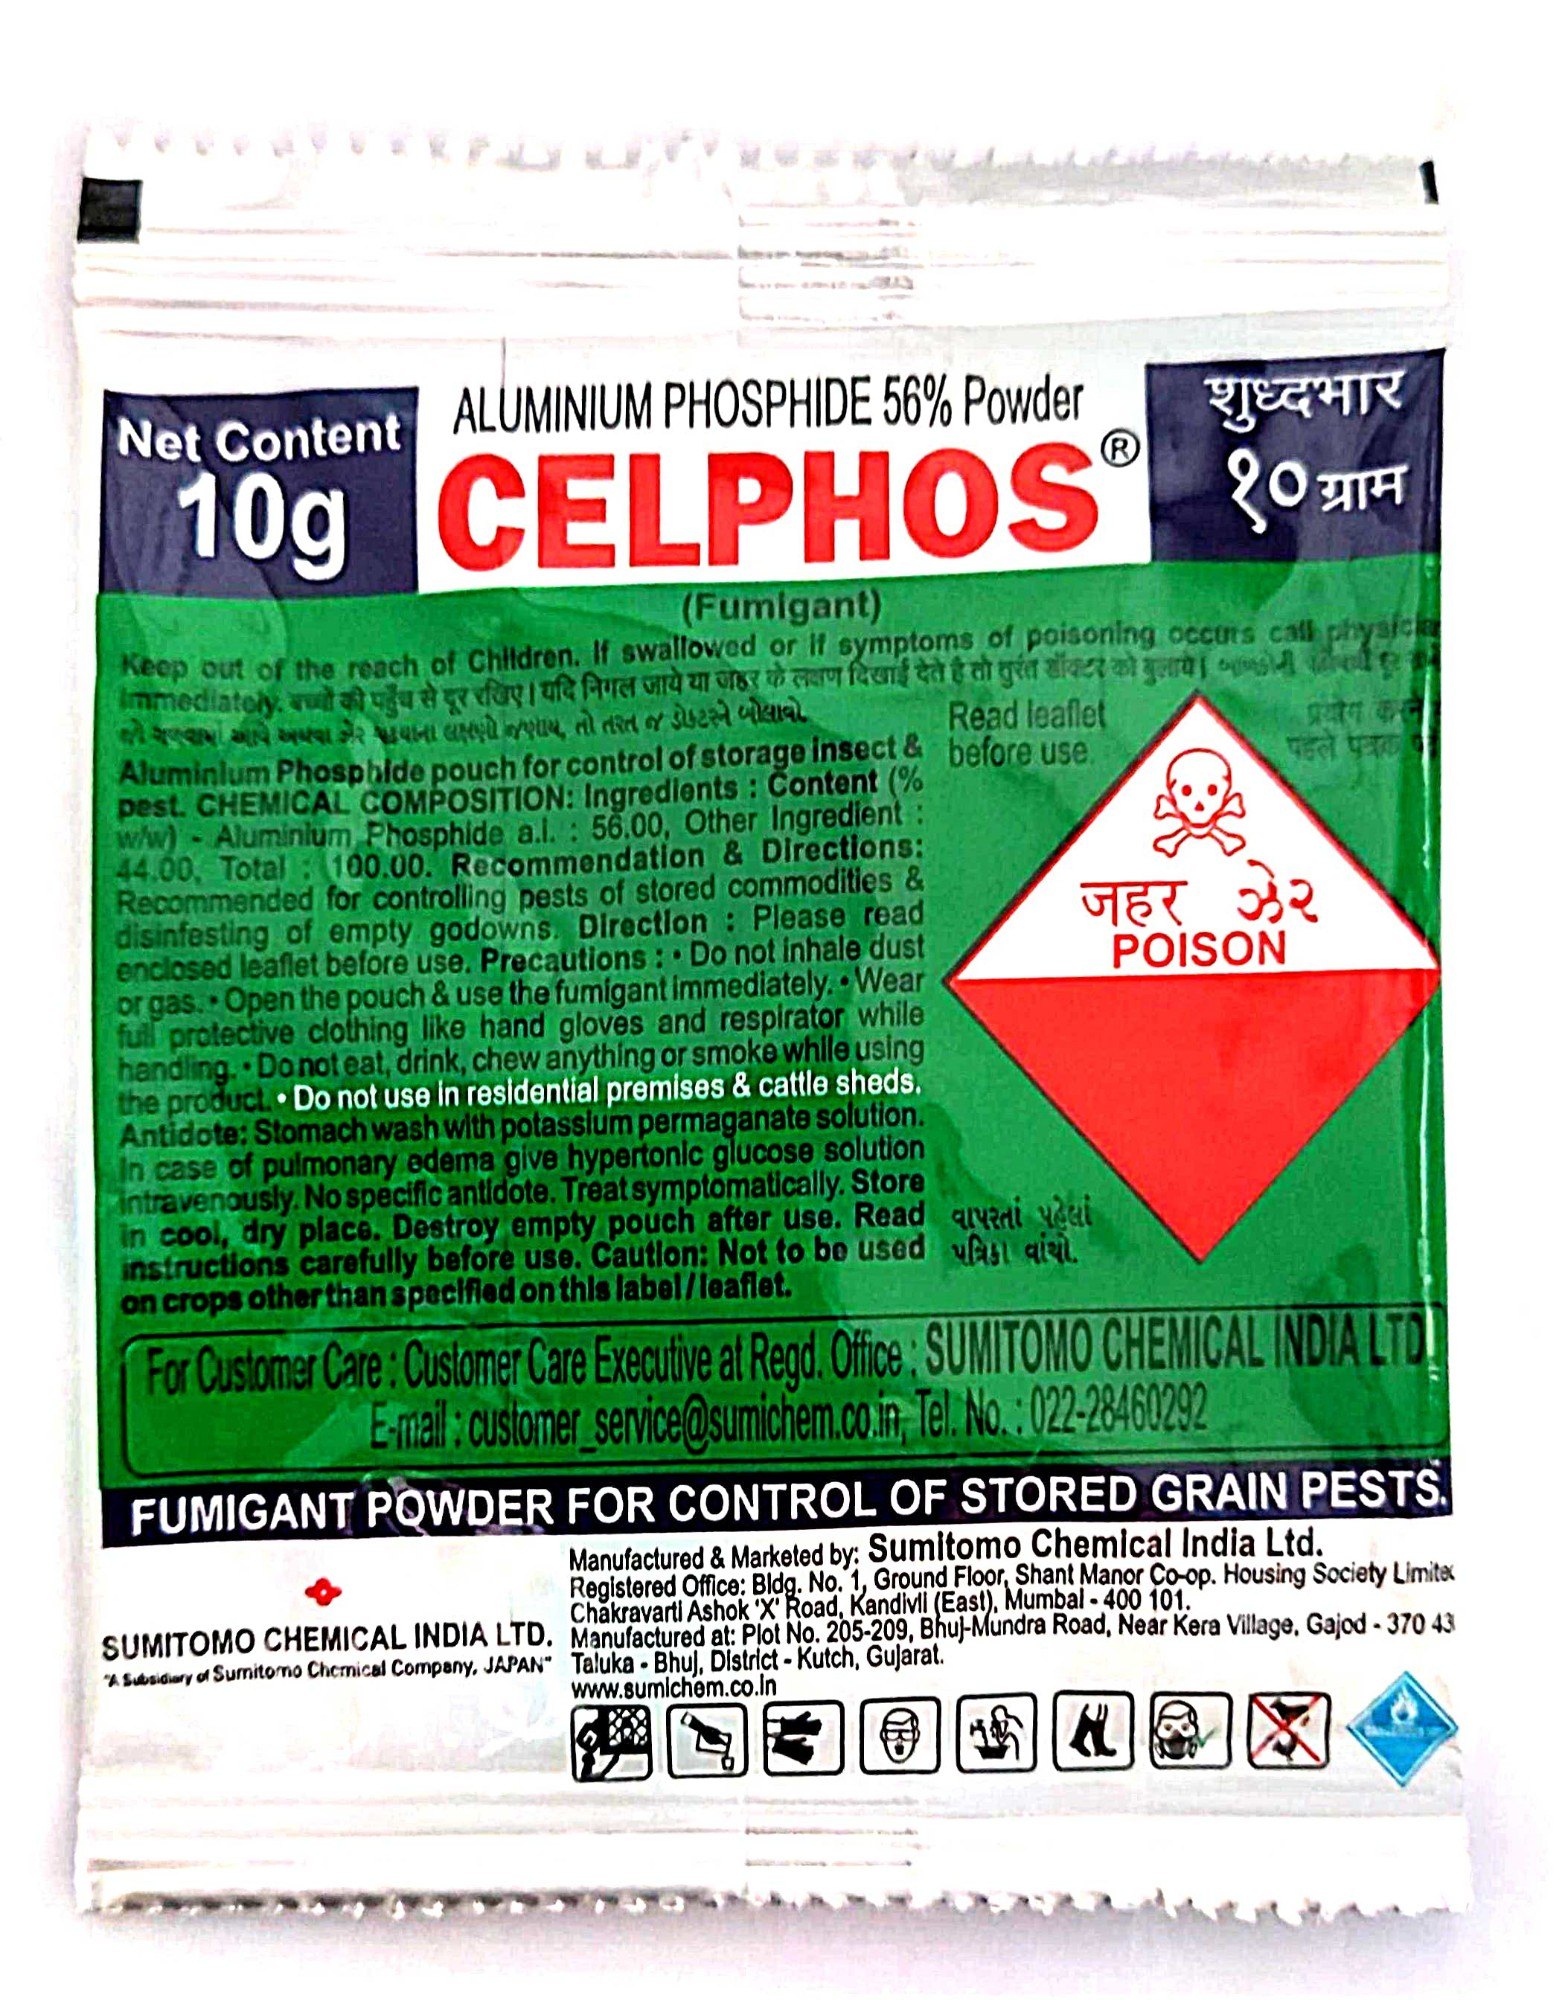 Net Content
10g
ALUMINIUM PHOSPHIDE 56% Powder
CELPHOS®
शुध्दभार
१० ग्राम
(Fumigant)
Keep out of the reach of Children. If swallowed or if symptoms of poisoning occurs call
immediately. बच्चों की पहुँच से दूर रखिए। यदि निगल जाये या जहर के लक्षण दिखाई देते है तो तुरंत डॉक्टर को बुलाये।
તો તરત જ ડોક્ટરને બોલાવો.
Aluminium Phosphide pouch for control of storage insect &
pest. CHEMICAL COMPOSITION: Ingredients : Content (%
w/w) - Aluminium Phosphide a.i. : 56.00, Other Ingredient :
44.00, Total : 100.00. Recommendation & Directions:
Recommended for controlling pests of stored commodities &
disinfesting of empty godowns. Direction : Please read
enclosed leaflet before use. Precautions : • Do not inhale dust
or gas. • Open the pouch & use the fumigant immediately. • Wear
full protective clothing like hand gloves and respirator while
handling. • Do not eat, drink, chew anything or smoke while using
the product. • Do not use in residential premises & cattle sheds.
Antidote: Stomach wash with potassium permaganate solution.
In case of pulmonary edema give hypertonic glucose solution
intravenously. No specific antidote. Treat symptomatically. Store
in cool, dry place. Destroy empty pouch after use. Read
instructions carefully before use. Caution: Not to be used
on crops other than specified on this label/leaflet.
Read leaflet
before use
प्रयोग
पहले
जहर ઝેર
POISON
વાપરતાં પહેલાં
પત્રિકા વાંચો.
For Customer Care : Customer Care Executive at Regd. Office : SUMITOMO CHEMICAL INDIA LTD
E-mail : customer_service@sumichem.co.in, Tel. No. : 022-28460292
FUMIGANT POWDER FOR CONTROL OF STORED GRAIN PESTS.
SUMITOMO CHEMICAL INDIA LTD.
"A Subsidiary of Sumitomo Chemical Company, JAPAN"
Manufactured & Marketed by: Sumitomo Chemical India Ltd.
Registered Office: Bldg. No. 1, Ground Floor, Shant Manor Co-op. Housing Society
Chakravarti Ashok 'X' Road, Kandivli (East), Mumbai - 400 101.
Manufactured at: Plot No. 205-209, Bhuj-Mundra Road, Near Kera Village, Gajod - 370 43
Taluka - Bhuj, District - Kutch, Gujarat.
www.sumichem.co.in